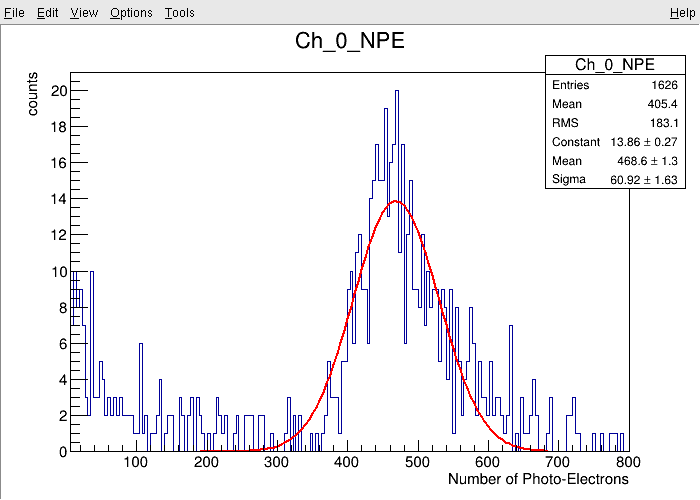 File Edit View Options Tools Help
Ch_0_NPE
Ch_0_NPE
Entries 1626
Mean 405.4
RMS 183.1
Constant 13.86 ± 0.27
Mean 468.6 ± 1.3
Sigma 60.92 ± 1.63
counts
20
18
16
14
12
10
8
6
4
2
0
100 200 300 400 500 600 700 800
Number of Photo-Electrons